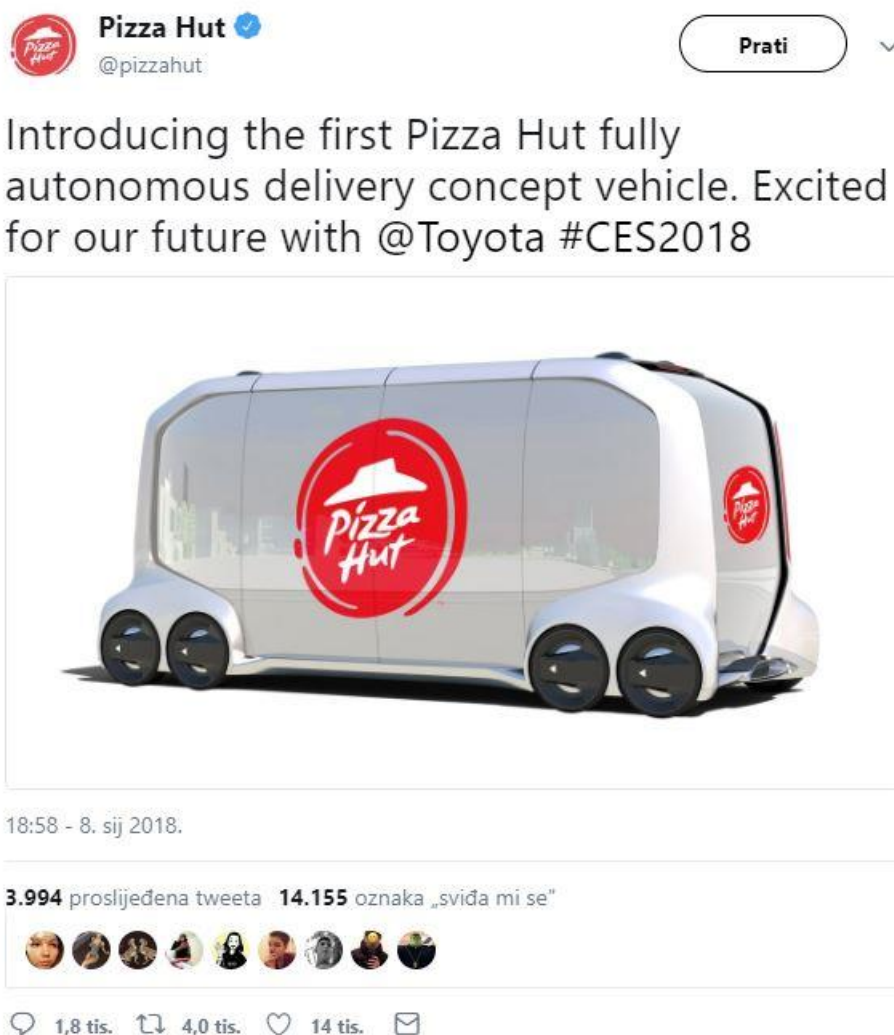 Pizza Hut
Pizza Hut
@pizzahut
Prati
Introducing the first Pizza Hut fully
autonomous delivery concept vehicle. Excited
for our future with @Toyota #CES2018
Pizza
Hut
Pizza
Hut
18:58 - 8. sij 2018.
3.994 proslijeđena tweeta 14.155 oznaka „sviđa mi se“
1,8 tis. 4,0 tis. 14 tis.